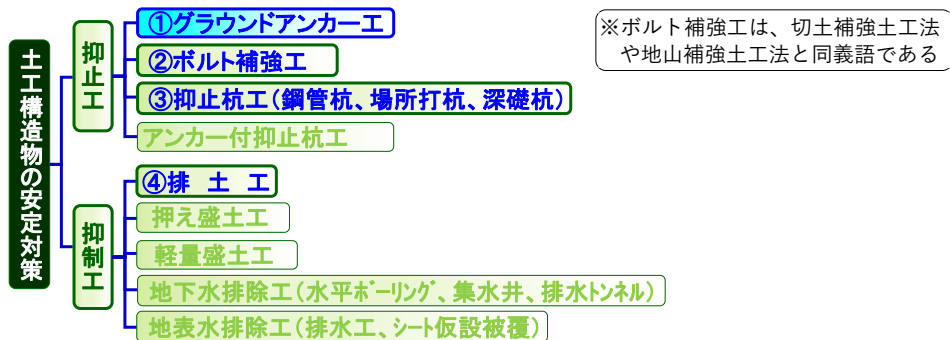 土工構造物の安定対策
抑止工
①グラウンドアンカー工
②ボルト補強工
③抑止杭工(鋼管杭、場所打杭、深礎杭)
アンカー付抑止杭工
抑制工
④排 土 工
押え盛土工
軽量盛土工
地下水排除工(水平ﾎﾞｰﾘﾝｸﾞ、集水井、排水ﾄﾝﾈﾙ)
地表水排除工(排水工、ｼｰﾄ仮設被覆)
※ボルト補強工は、切土補強土工法
や地山補強土工法と同義語である